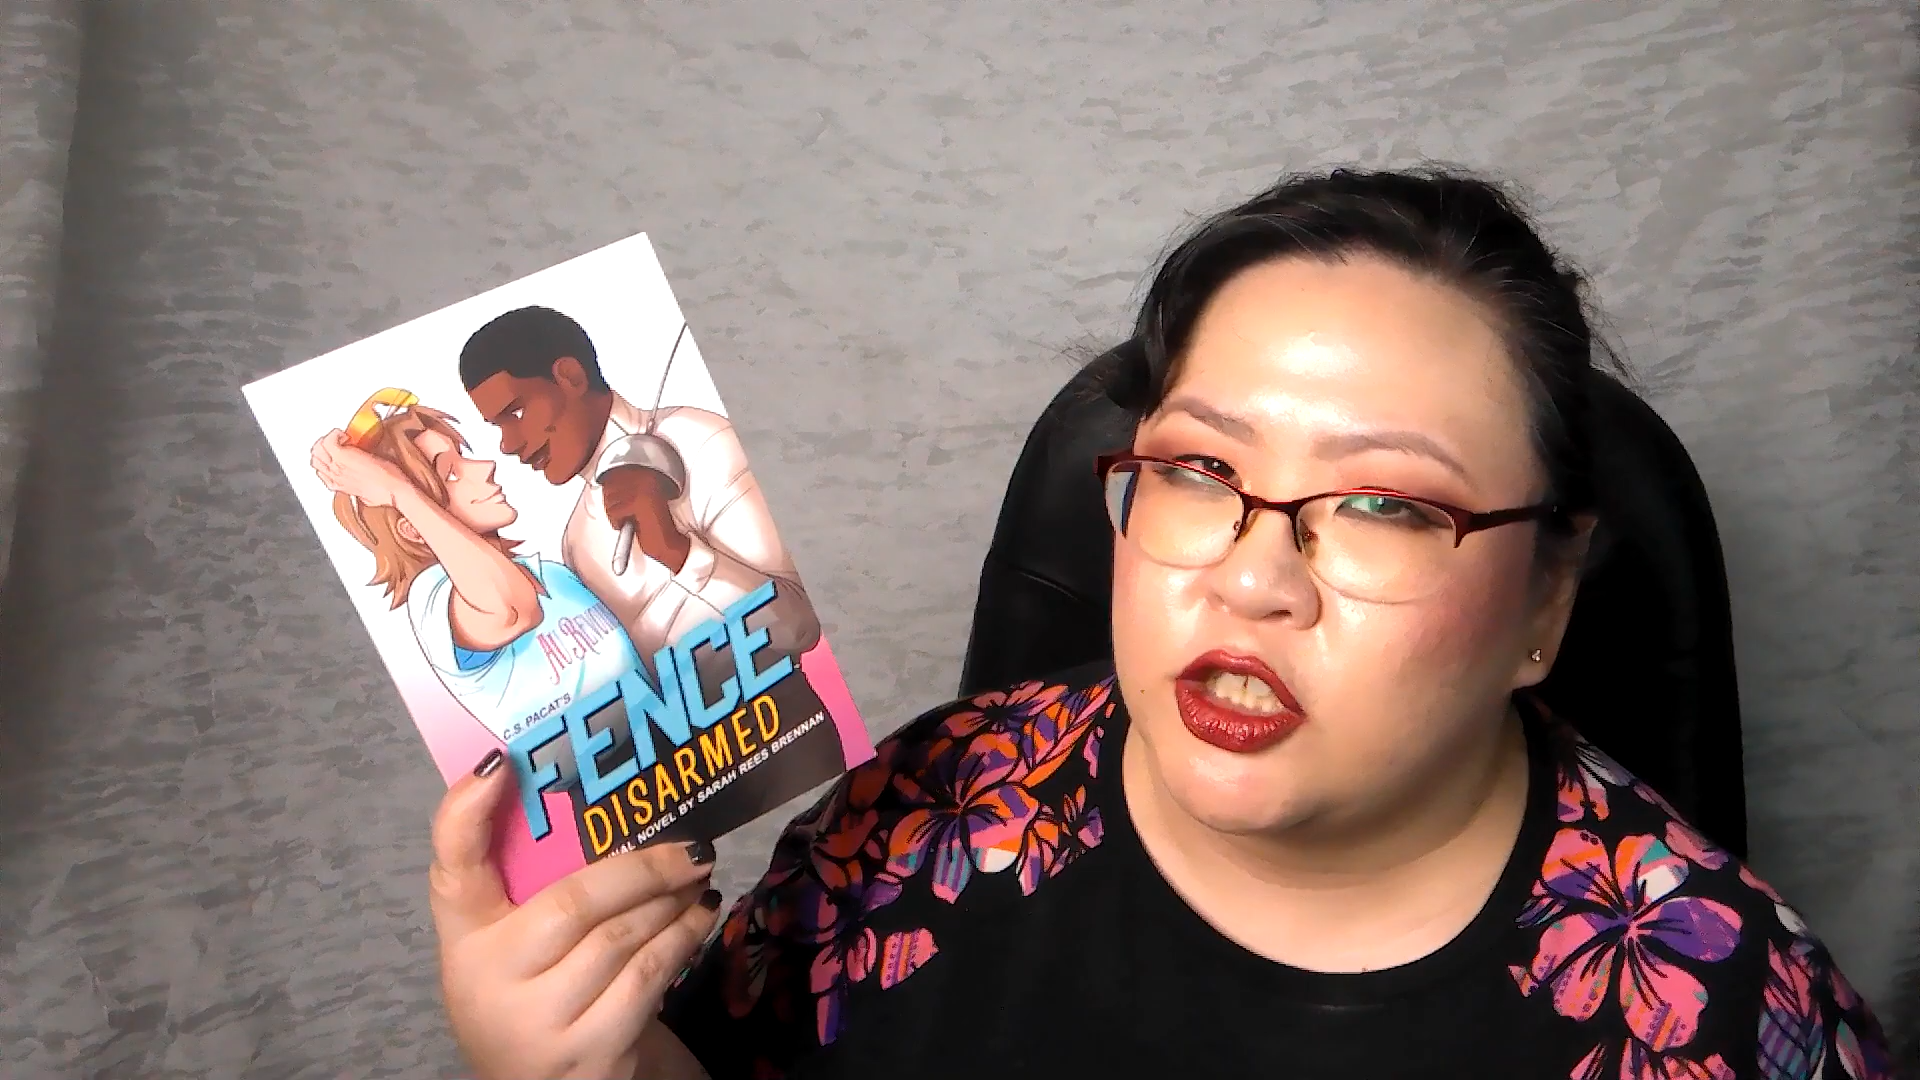 AU REVOIR
C.S. PACAT'S
FENCE
DISARMED
NOVEL BY SARAH REES BRENNAN